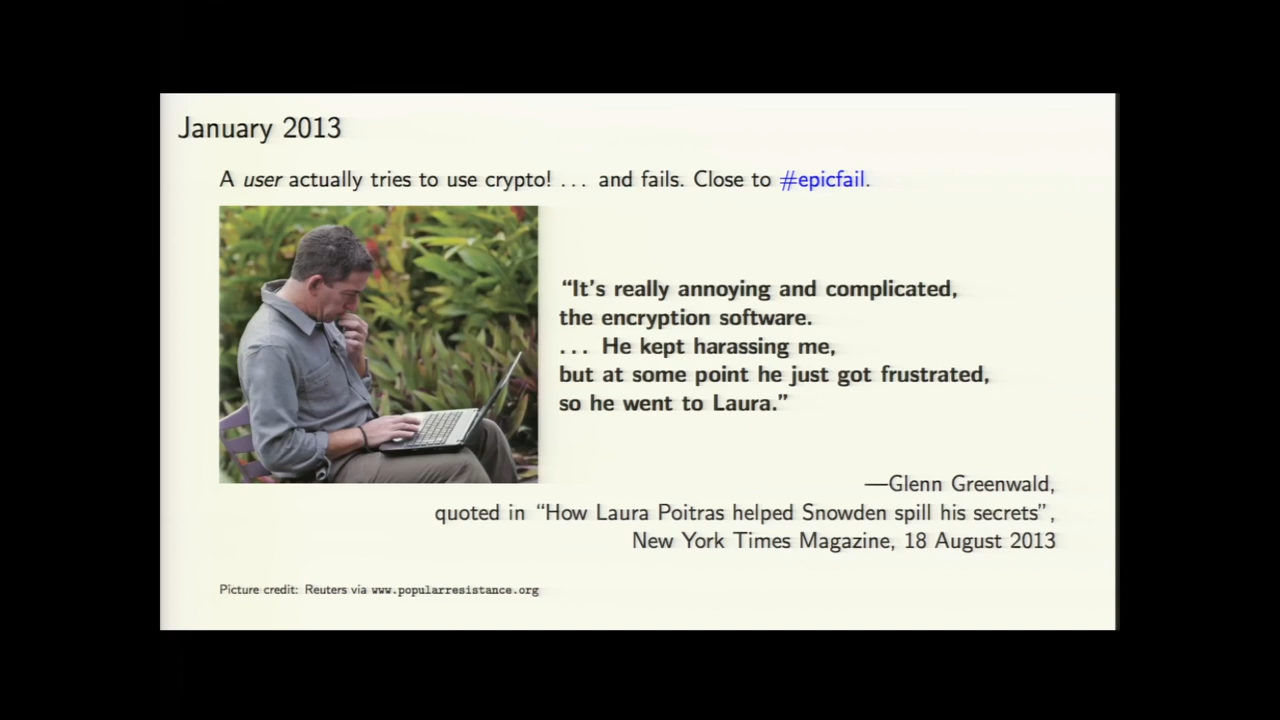 January 2013
A user actually tries to use crypto! ... and fails. Close to #epicfail.
“It's really annoying and complicated,
the encryption software.
... He kept harassing me,
but at some point he just got frustrated,
so he went to Laura.”
—Glenn Greenwald,
quoted in “How Laura Poitras helped Snowden spill his secrets”,
New York Times Magazine, 18 August 2013
Picture credit: Reuters via www.popularresistance.org